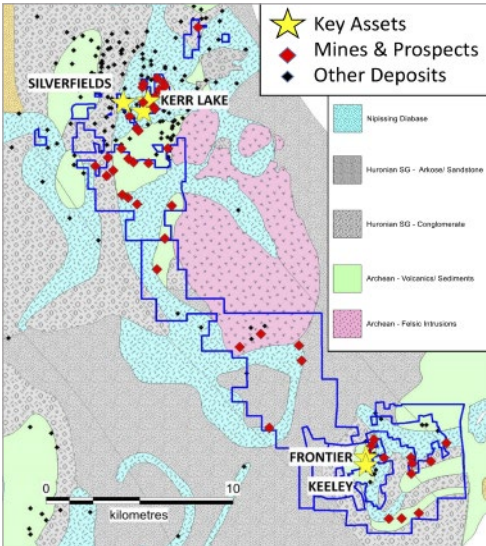 Key Assets
Mines & Prospects
Other Deposits
SILVERFIELDS
KERR LAKE
Nipissing Diabase
Huronian SG - Arkose/ Sandstone
Huronian SG - Conglomerate
Archean - Volcanics/ Sediments
Archean - Felsic Intrusions
FRONTIER
KEELEY
0 10
kilometres